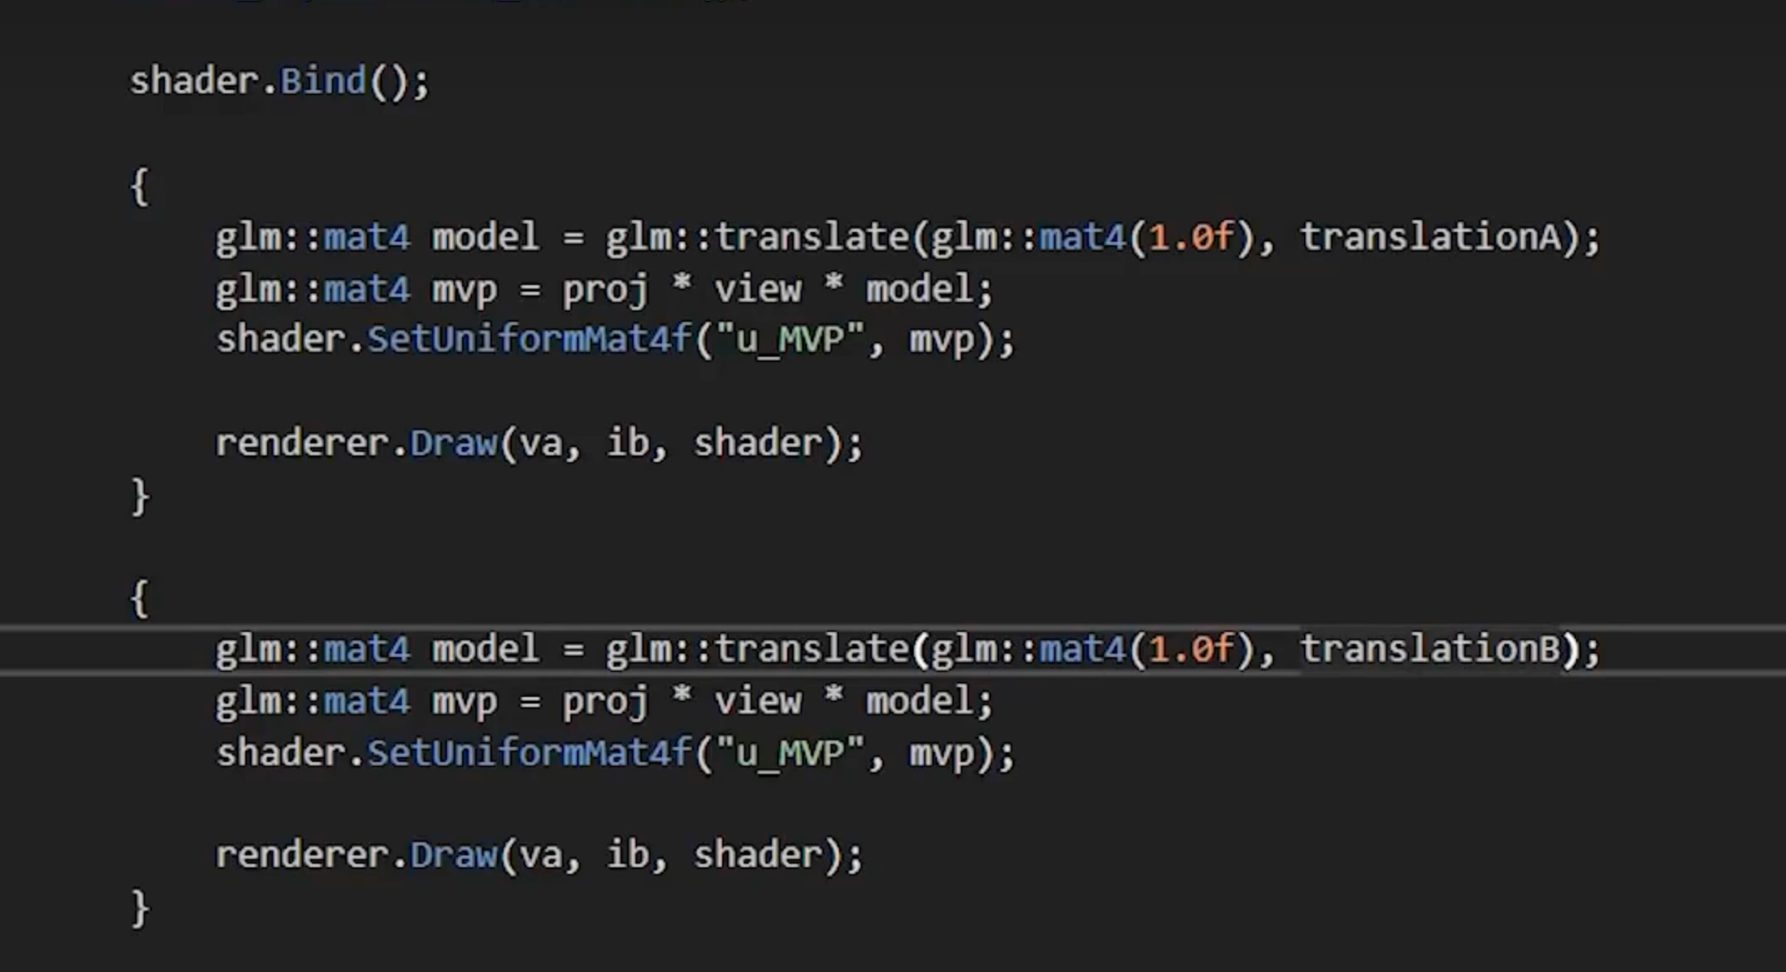 shader.Bind();
{
glm::mat4 model = glm::translate(glm::mat4(1.0f), translationA);
glm::mat4 mvp = proj * view * model;
shader.SetUniformMat4f("u_MVP", mvp);
renderer.Draw(va, ib, shader);
}
{
glm::mat4 model = glm::translate(glm::mat4(1.0f), translationB);
glm::mat4 mvp = proj * view * model;
shader.SetUniformMat4f("u_MVP", mvp);
renderer.Draw(va, ib, shader);
}